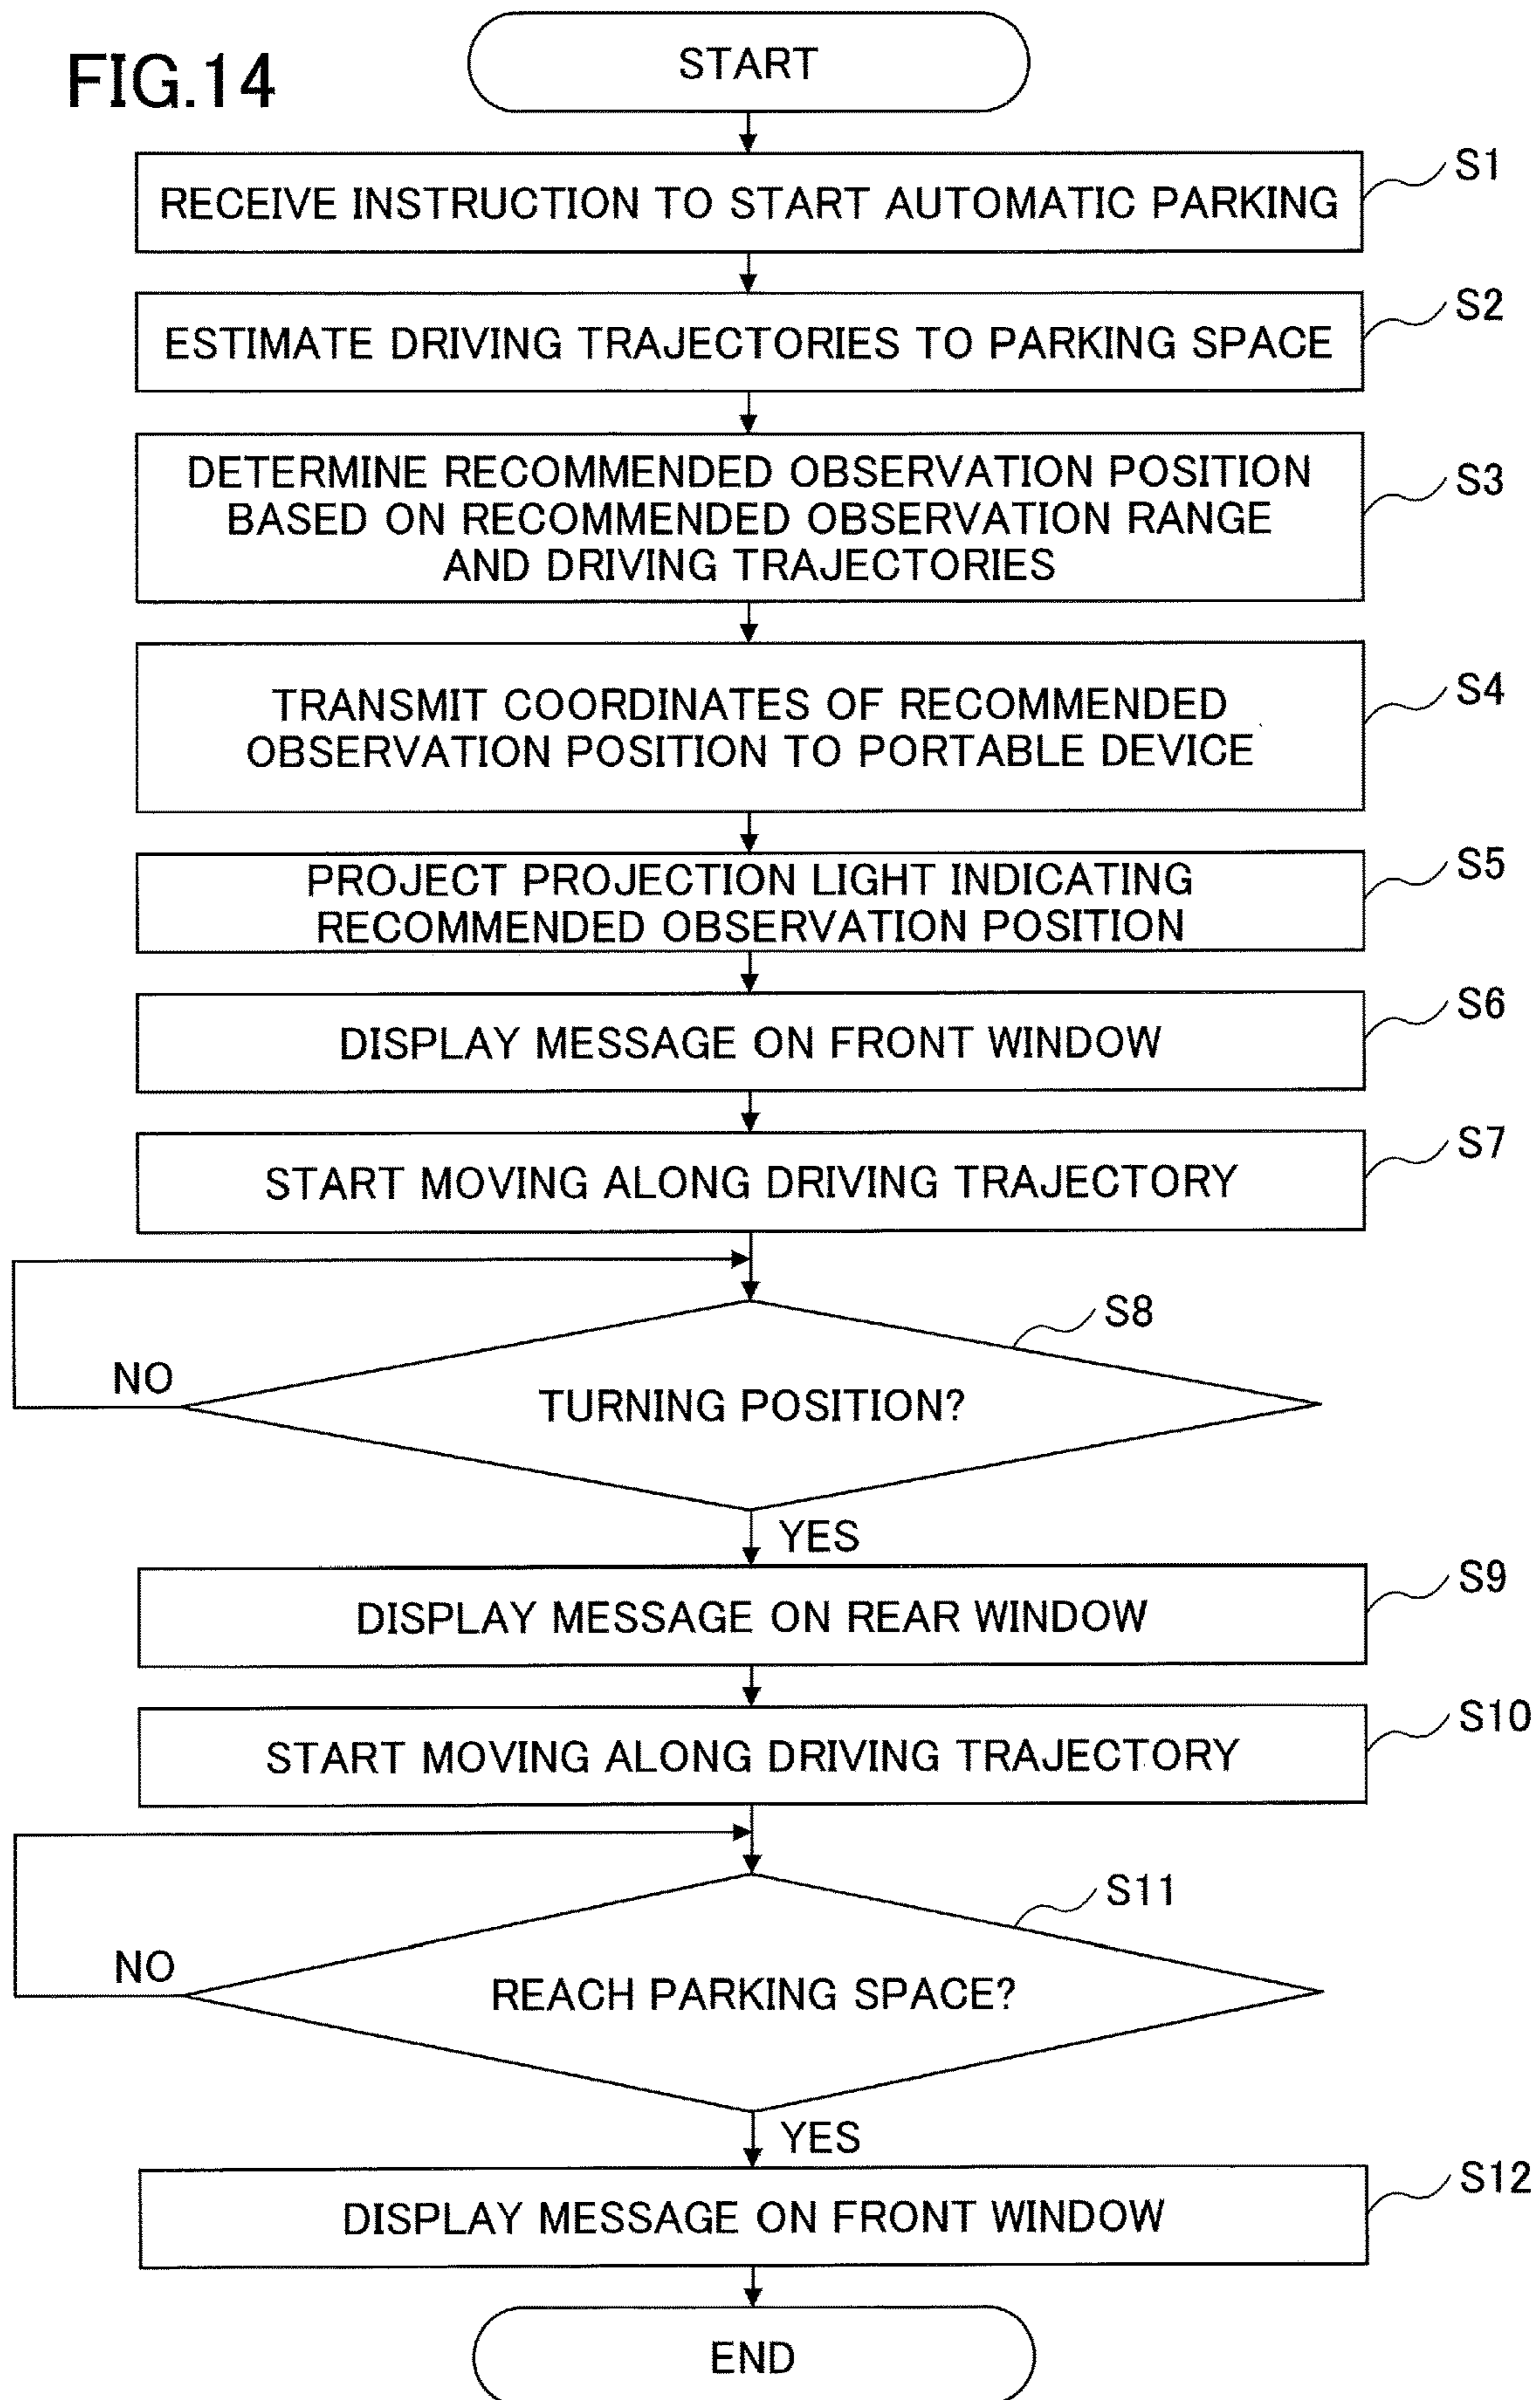 FIG.14
START
S1
RECEIVE INSTRUCTION TO START AUTOMATIC PARKING
S2
ESTIMATE DRIVING TRAJECTORIES TO PARKING SPACE
S3
DETERMINE RECOMMENDED OBSERVATION POSITION
BASED ON RECOMMENDED OBSERVATION RANGE
AND DRIVING TRAJECTORIES
S4
TRANSMIT COORDINATES OF RECOMMENDED
OBSERVATION POSITION TO PORTABLE DEVICE
S5
PROJECT PROJECTION LIGHT INDICATING
RECOMMENDED OBSERVATION POSITION
S6
DISPLAY MESSAGE ON FRONT WINDOW
S7
START MOVING ALONG DRIVING TRAJECTORY
S8
NO
TURNING POSITION?
YES
S9
DISPLAY MESSAGE ON REAR WINDOW
S10
START MOVING ALONG DRIVING TRAJECTORY
S11
NO
REACH PARKING SPACE?
YES
S12
DISPLAY MESSAGE ON FRONT WINDOW
END